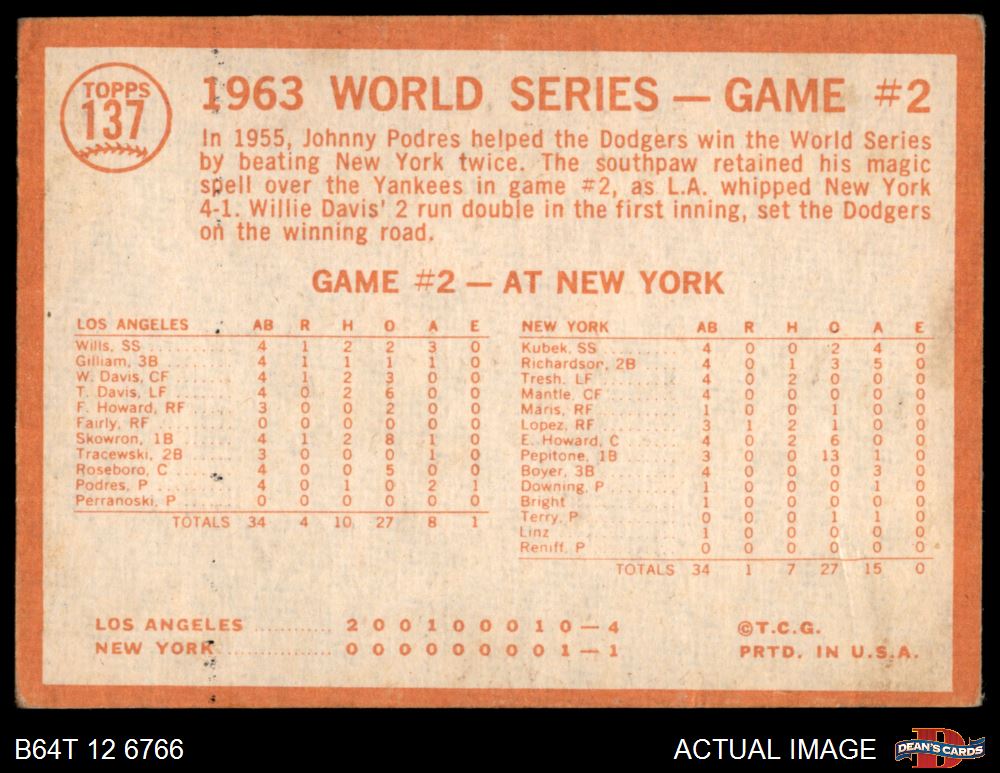 TOPPS
137
1963 WORLD SERIES — GAME #2
In 1955, Johnny Podres helped the Dodgers win the World Series
by beating New York twice. The southpaw retained his magic
spell over the Yankees in game #2, as L.A. whipped New York
4-1. Willie Davis' 2 run double in the first inning, set the Dodgers
on the winning road.
GAME #2 — AT NEW YORK
LOS ANGELES AB R H O A E
Wills, SS 4 1 2 2 3 0
Gilliam, 3B 4 1 1 1 1 0
W. Davis, CF 4 1 2 3 0 0
T. Davis, LF 4 0 2 6 0 0
F. Howard, RF 3 0 0 2 0 0
Fairly, RF 0 0 0 0 0 0
Skowron, 1B 4 1 2 8 1 0
Tracewski, 2B 3 0 0 0 1 0
Roseboro, C 4 0 0 5 0 0
Podres, P 4 0 1 0 2 1
Perranoski, P 0 0 0 0 0 0
TOTALS 34 4 10 27 8 1
NEW YORK AB R H O A E
Kubek, SS 4 0 0 2 4 0
Richardson, 2B 4 0 1 3 5 0
Tresh, LF 4 0 2 0 0 0
Mantle, CF 4 0 0 0 0 0
Maris, RF 1 0 0 1 0 0
Lopez, RF 3 1 2 1 0 0
E. Howard, C 4 0 2 6 0 0
Pepitone, 1B 3 0 0 13 1 0
Boyer, 3B 4 0 0 0 3 0
Downing, P 1 0 0 0 1 0
Bright 1 0 0 0 0 0
Terry, P 0 0 0 1 1 0
Linz 1 0 0 0 0 0
Reniff, P 0 0 0 0 0 0
TOTALS 34 1 7 27 15 0
LOS ANGELES ........... 2 0 0 1 0 0 0 1 0 — 4
NEW YORK ........... 0 0 0 0 0 0 0 0 1 — 1
©T.C.G.
PRTD. IN U.S.A.
B64T 12 6766
ACTUAL IMAGE
D
DEAN'S CARDS